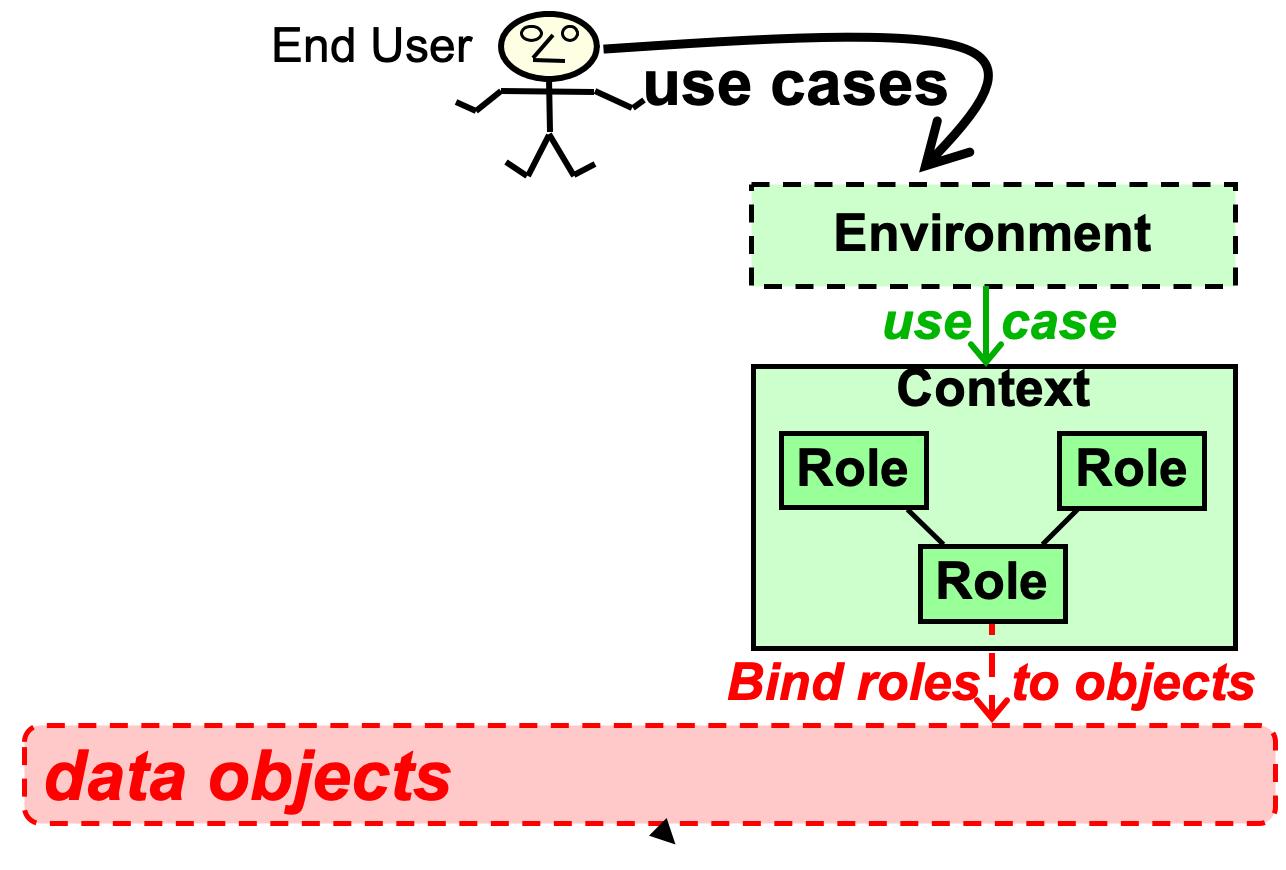 End User
use cases
Environment
use case
Context
Role Role
Role
Bind roles to objects
data objects